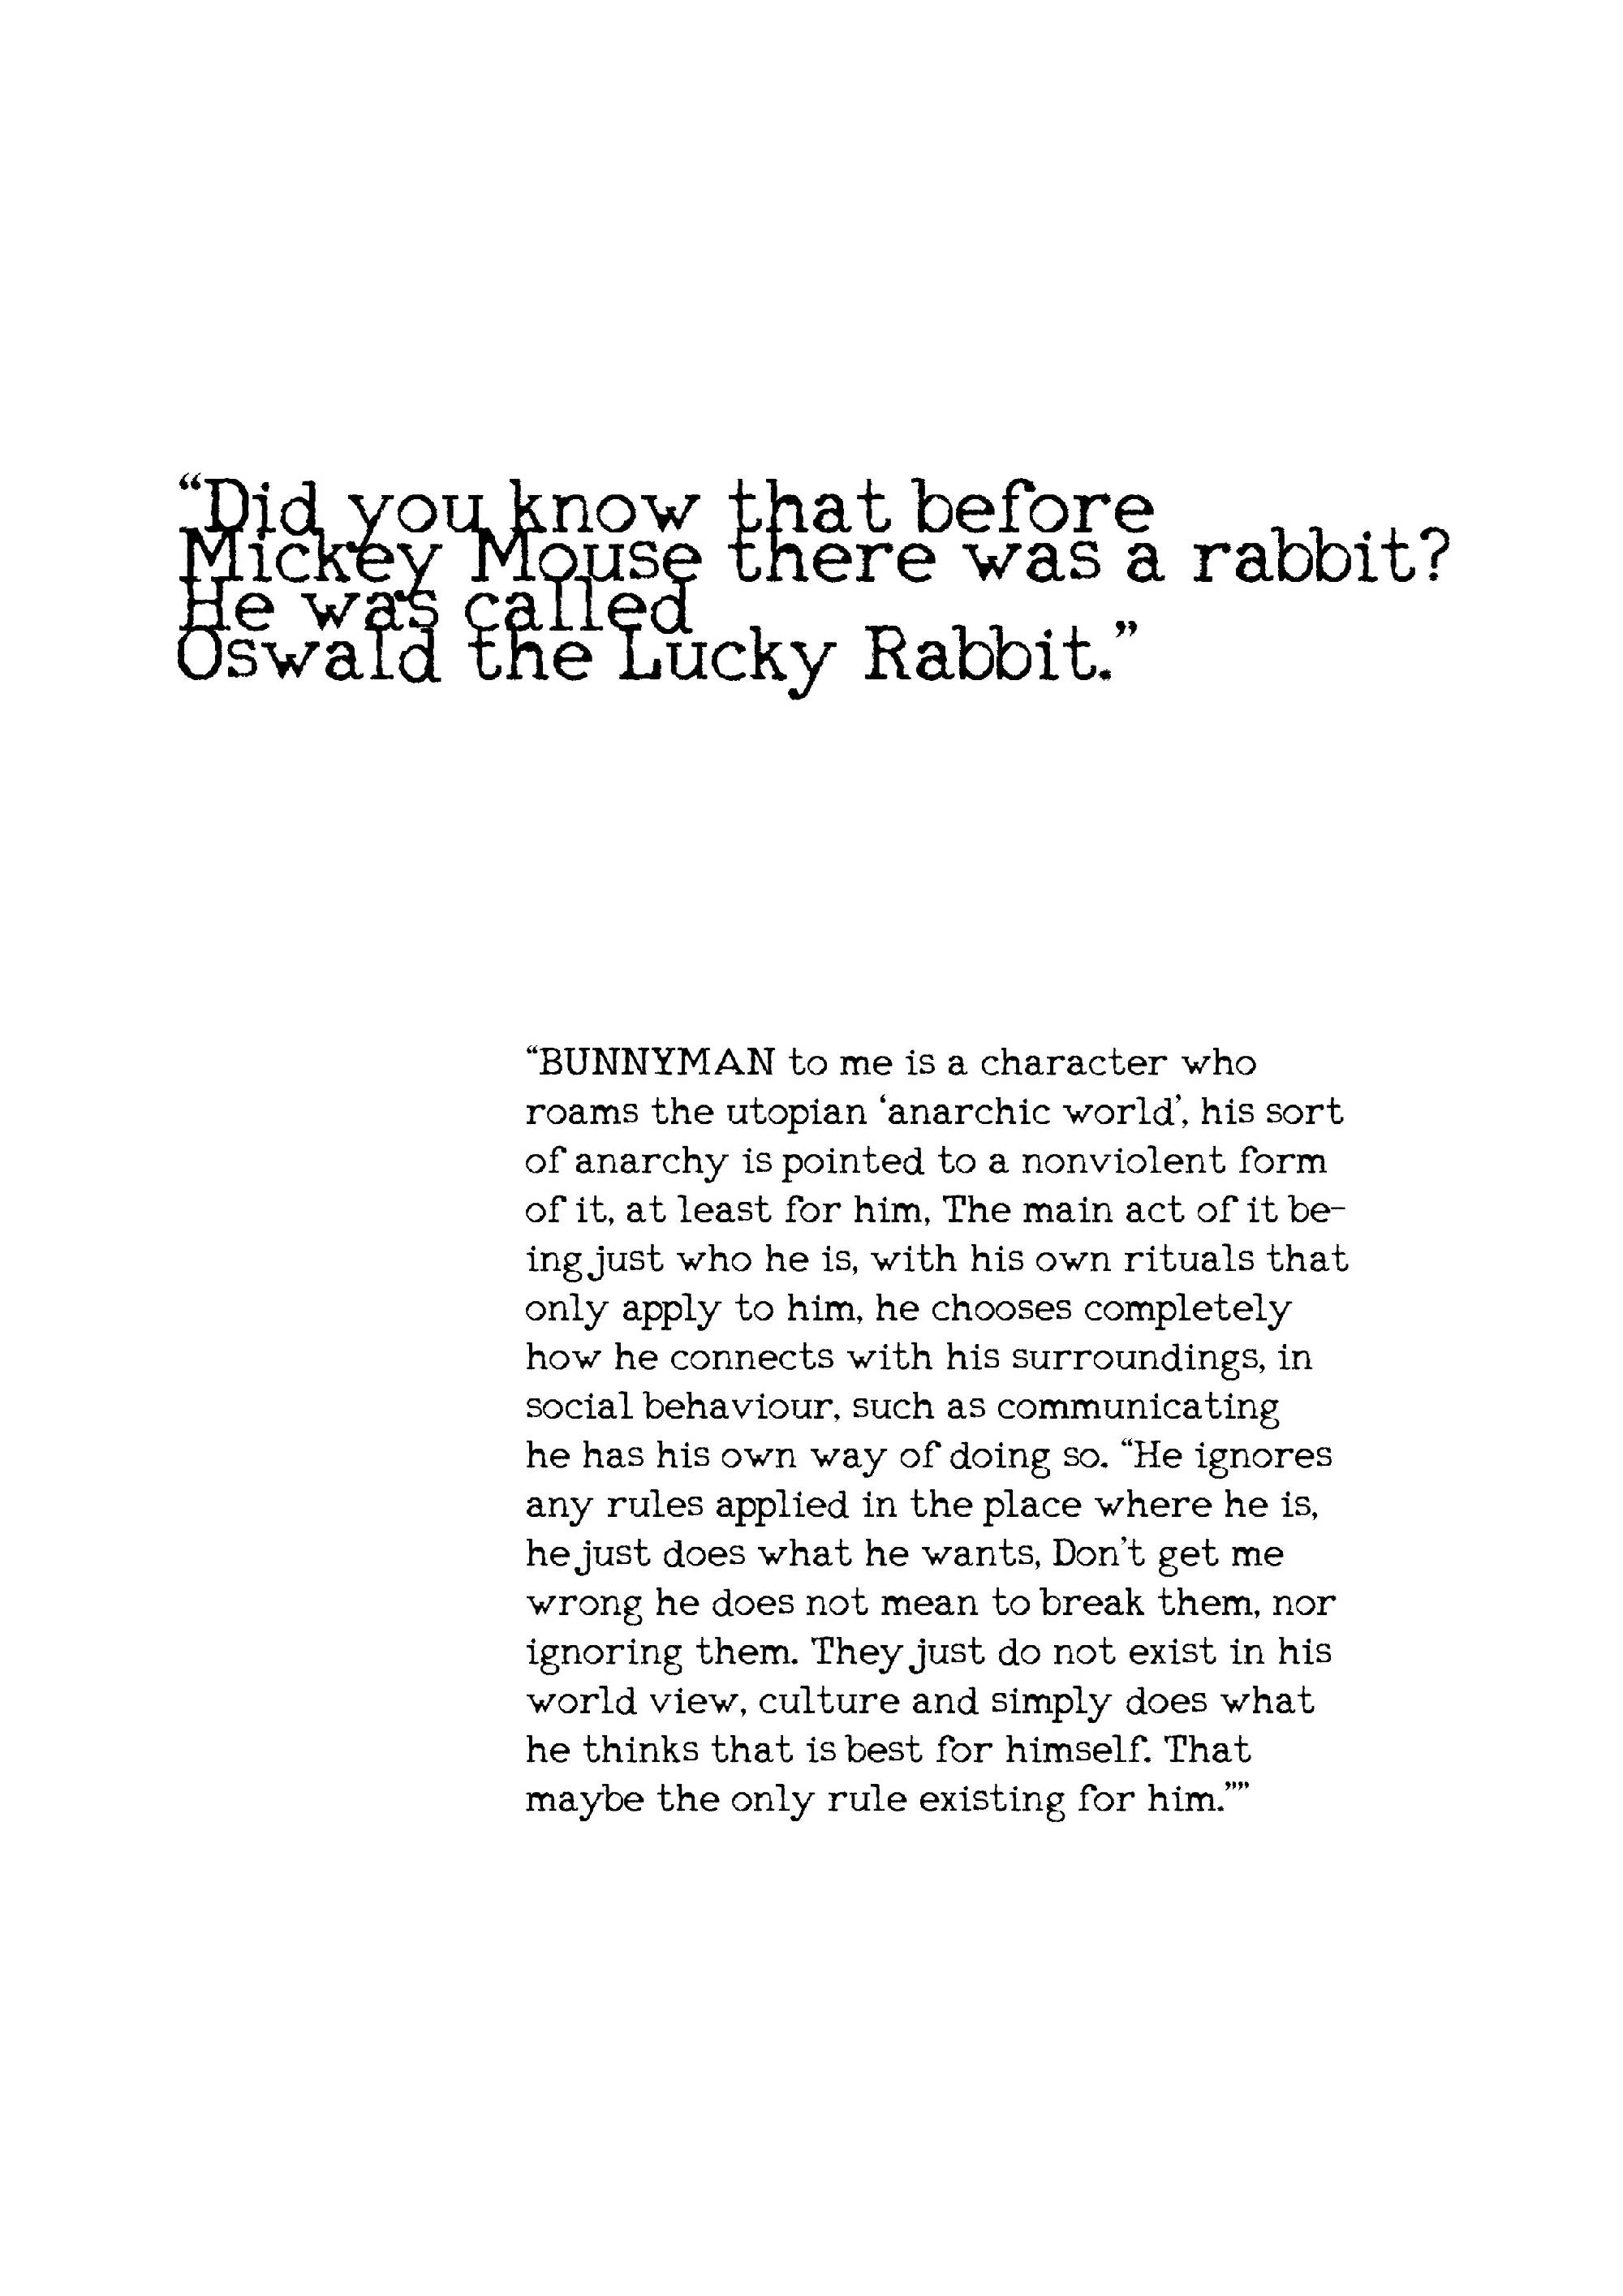 “Did you know that before
Mickey Mouse there was a rabbit?
He was called
Oswald the Lucky Rabbit.”
“BUNNYMAN to me is a character who
roams the utopian ‘anarchic world’, his sort
of anarchy is pointed to a nonviolent form
of it, at least for him, The main act of it be-
ing just who he is, with his own rituals that
only apply to him, he chooses completely
how he connects with his surroundings, in
social behaviour, such as communicating
he has his own way of doing so. “He ignores
any rules applied in the place where he is,
he just does what he wants, Don’t get me
wrong he does not mean to break them, nor
ignoring them. They just do not exist in his
world view, culture and simply does what
he thinks that is best for himself. That
maybe the only rule existing for him.””